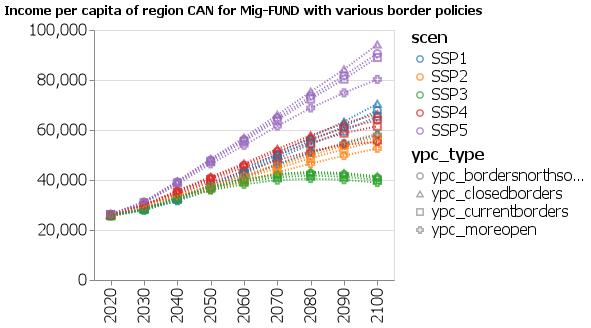 Income per capita of region CAN for Mig-FUND with various border policies
100,000
80,000
60,000
40,000
20,000
0
2020
2030
2040
2050
2060
2070
2080
2090
2100
scen
SSP1
SSP2
SSP3
SSP4
SSP5
ypc_type
ypc_bordersnorthso...
ypc_closedborders
ypc_currentborders
ypc_moreopen